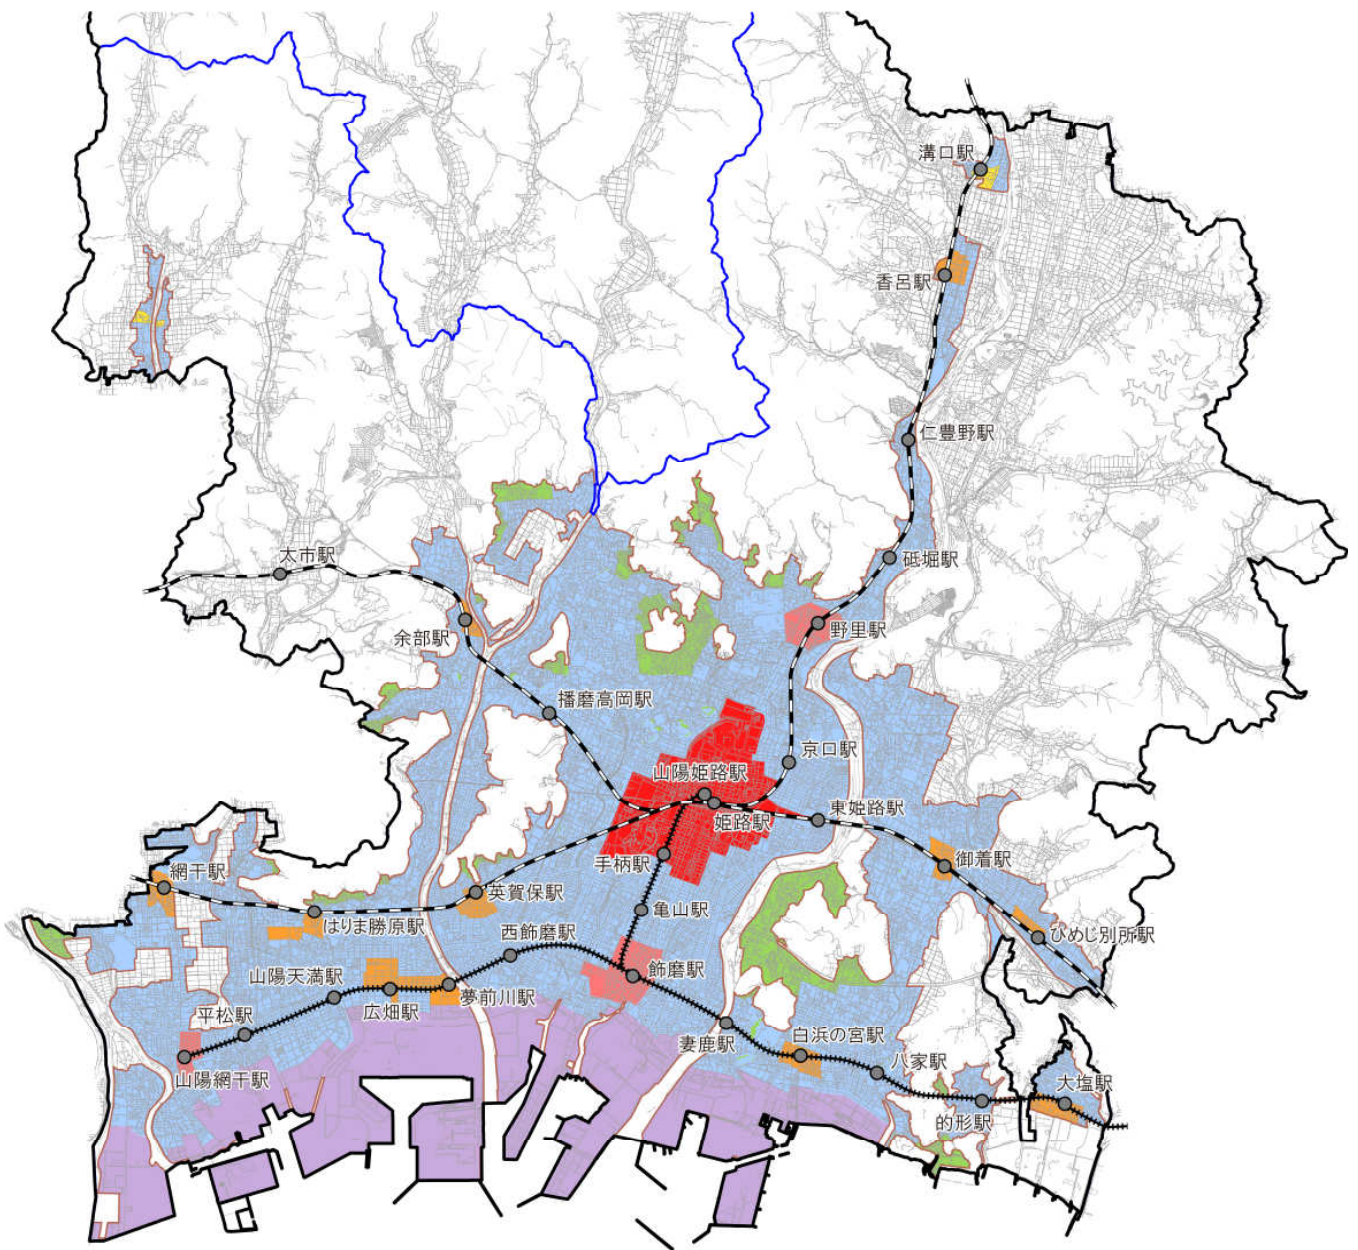 溝口駅
香呂駅
仁豊野駅
砥堀駅
太市駅
余部駅
野里駅
播磨高岡駅
京口駅
山陽姫路駅
姫路駅
東姫路駅
手柄駅
御着駅
網干駅
英賀保駅
はりま勝原駅
亀山駅
ひめじ別所駅
西飾磨駅
山陽天満駅
飾磨駅
夢前川駅
広畑駅
平松駅
妻鹿駅
白浜の宮駅
山陽網干駅
八家駅
大塩駅
的形駅